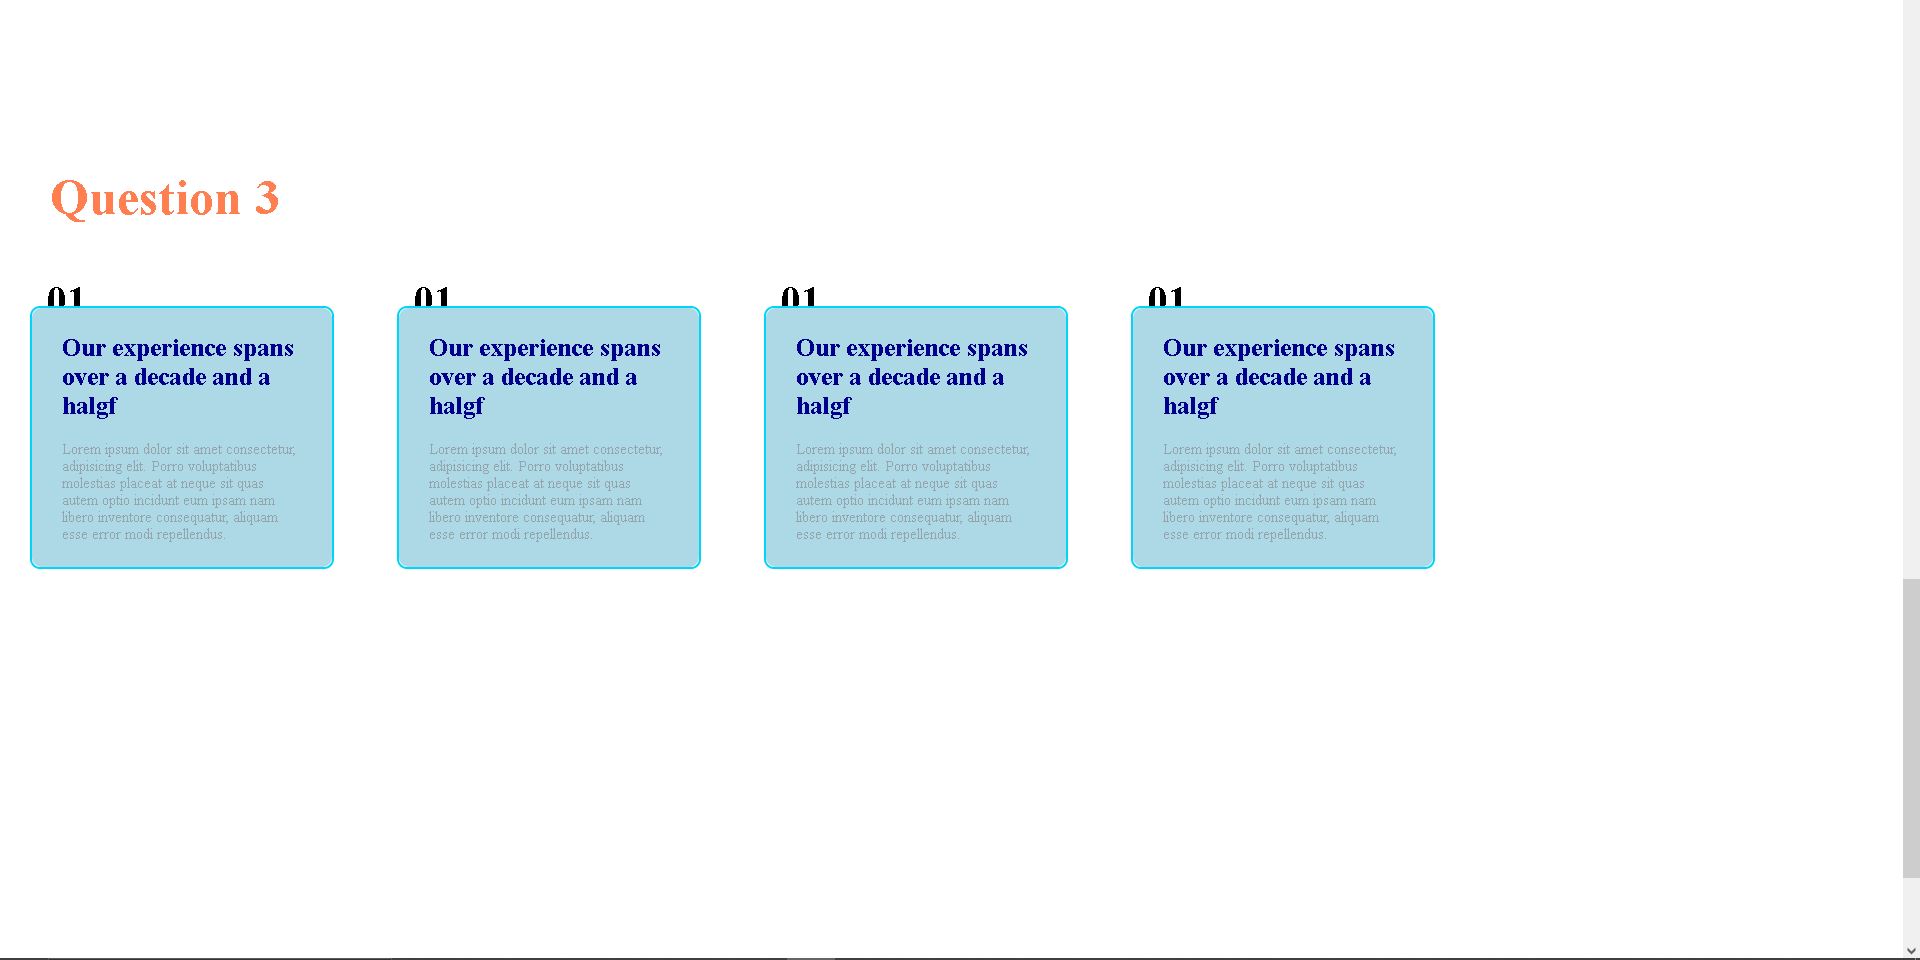 Question 3
01
Our experience spans
over a decade and a
halgf
Lorem ipsum dolor sit amet consectetur,
adipisicing elit. Porro voluptatibus
molestias placeat at neque sit quas
autem optio incidunt eum ipsam nam
libero inventore consequatur, aliquam
esse error modi repellendus.
01
Our experience spans
over a decade and a
halgf
Lorem ipsum dolor sit amet consectetur,
adipisicing elit. Porro voluptatibus
molestias placeat at neque sit quas
autem optio incidunt eum ipsam nam
libero inventore consequatur, aliquam
esse error modi repellendus.
01
Our experience spans
over a decade and a
halgf
Lorem ipsum dolor sit amet consectetur,
adipisicing elit. Porro voluptatibus
molestias placeat at neque sit quas
autem optio incidunt eum ipsam nam
libero inventore consequatur, aliquam
esse error modi repellendus.
01
Our experience spans
over a decade and a
halgf
Lorem ipsum dolor sit amet consectetur,
adipisicing elit. Porro voluptatibus
molestias placeat at neque sit quas
autem optio incidunt eum ipsam nam
libero inventore consequatur, aliquam
esse error modi repellendus.